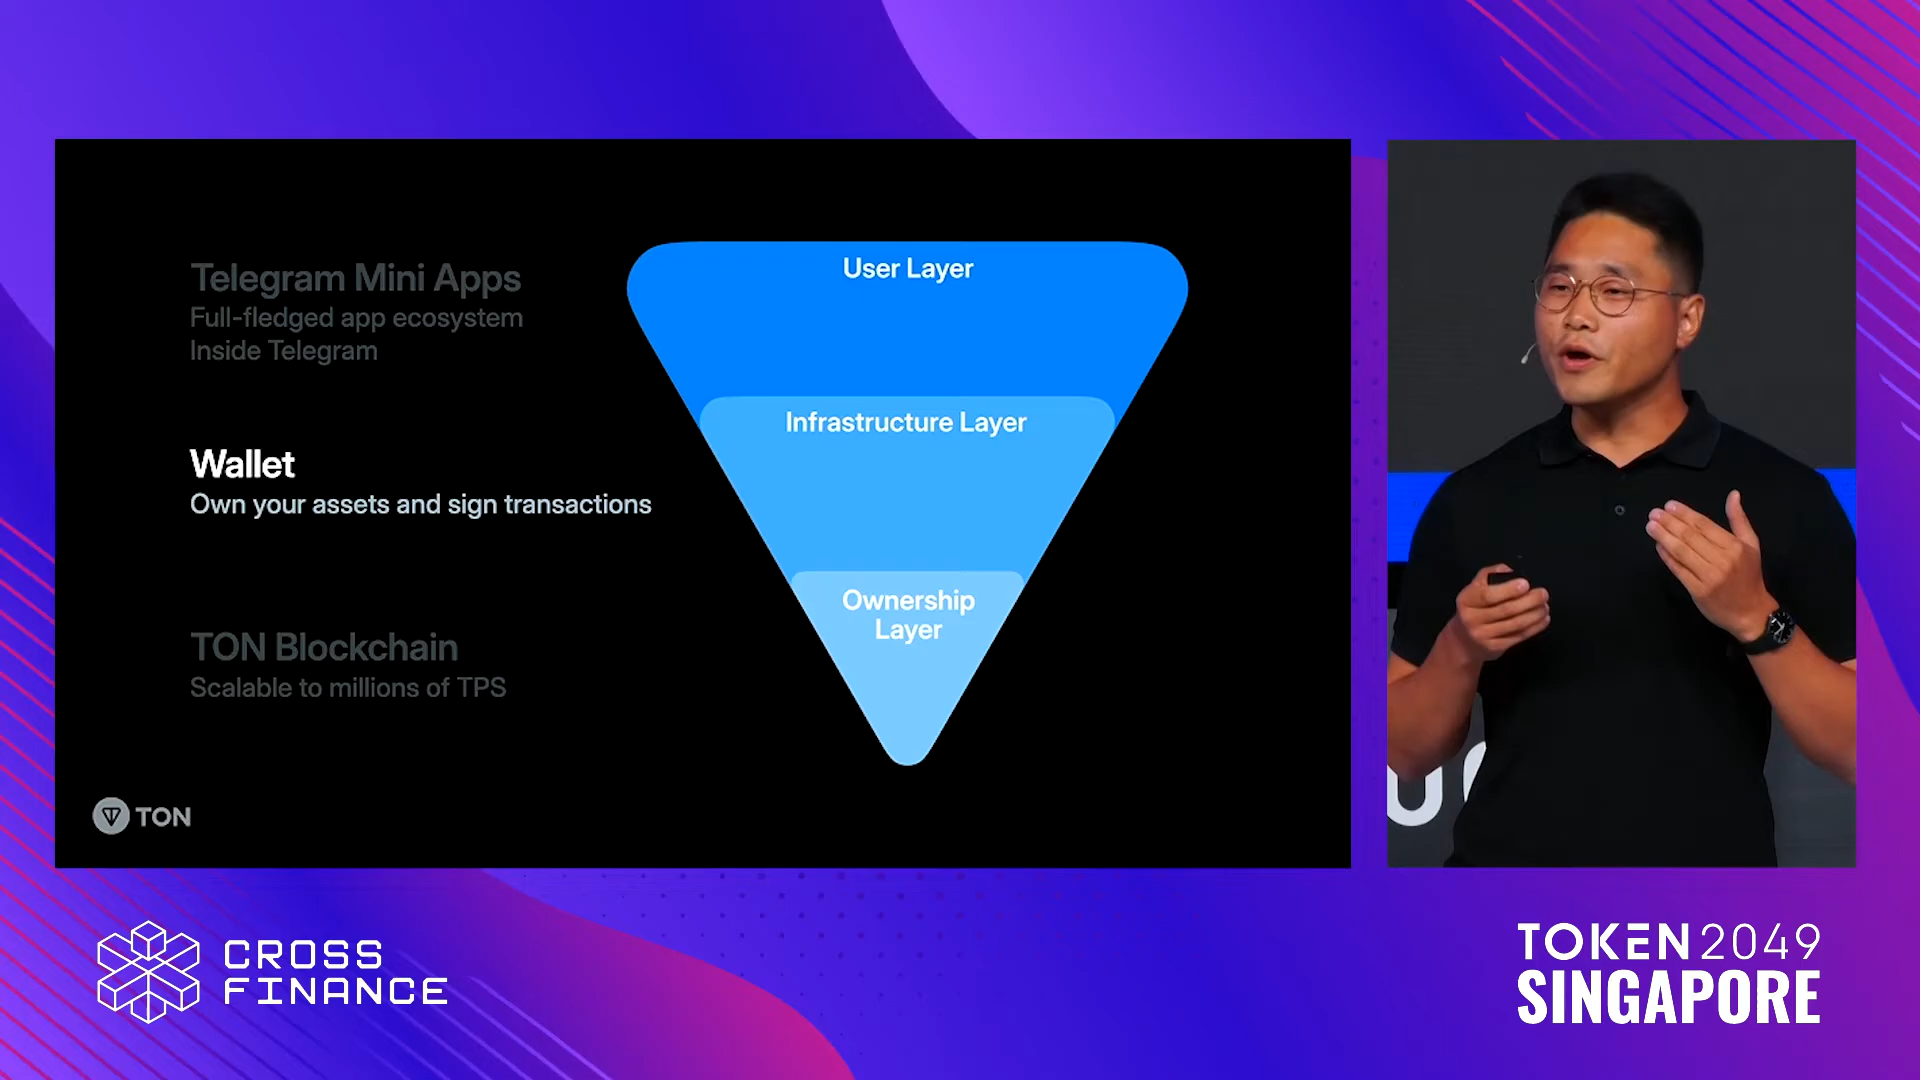 Telegram Mini Apps
Full-fledged app ecosystem
Inside Telegram
Wallet
Own your assets and sign transactions
TON Blockchain
Scalable to millions of TPS
User Layer
Infrastructure Layer
Ownership
Layer
TON
CROSS
FINANCE
TOKEN2049
SINGAPORE